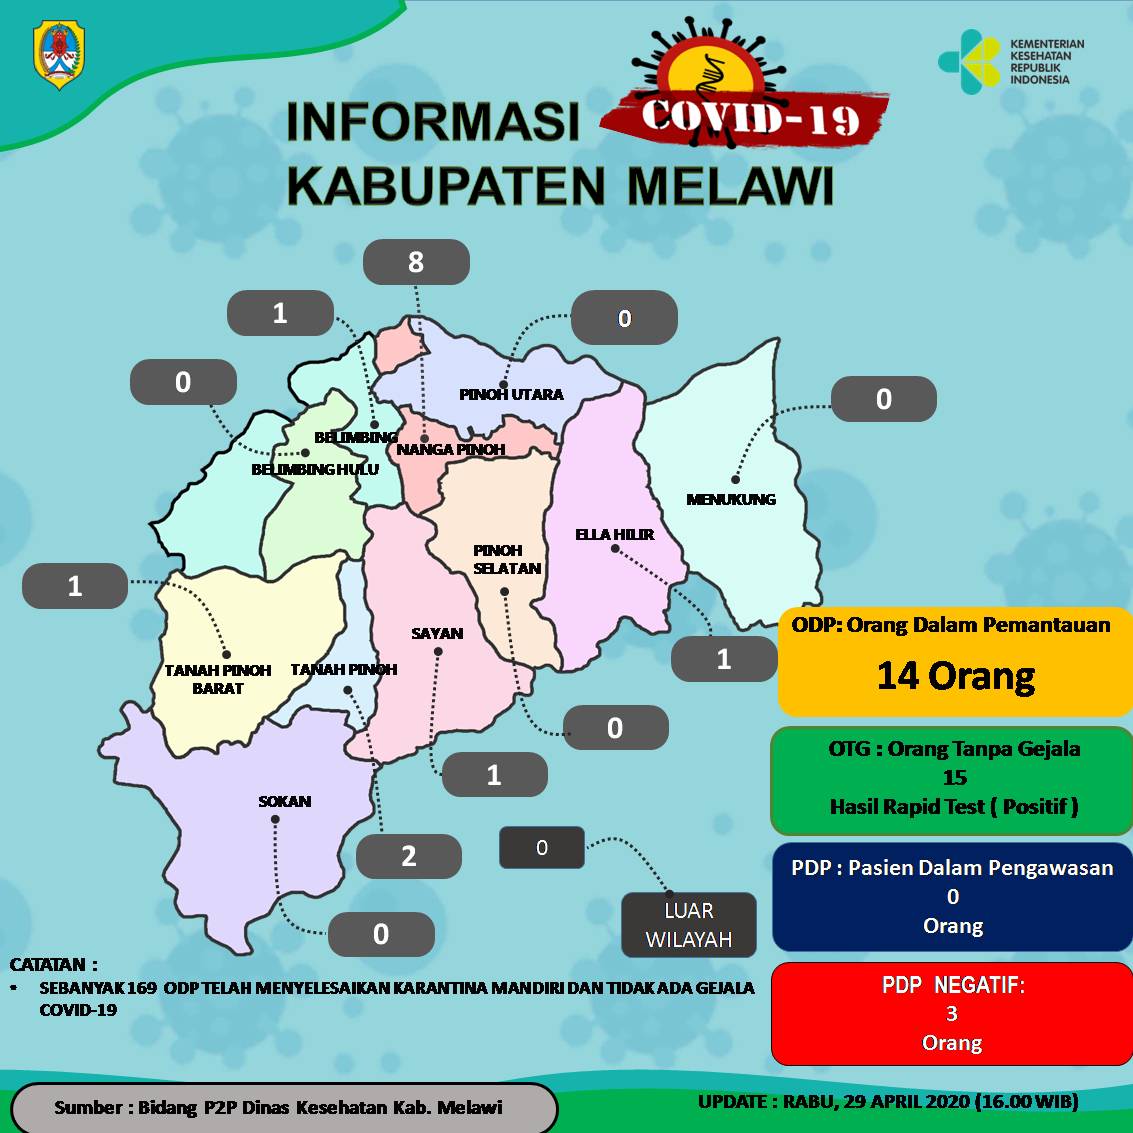 KEMENTERIAN
KESEHATAN
REPUBLIK
INDONESIA
COVID-19
INFORMASI
KABUPATEN MELAWI
8
1
0
0
0
PINOH UTARA
BELIMBING
NANGA PINOH
BELIMBING HULU
MENUKUNG
ELLA HILIR
PINOH
SELATAN
1
SAYAN
TANAH PINOH
BARAT
TANAH PINOH
1
0
1
SOKAN
2
0
0
LUAR
WILAYAH
ODP: Orang Dalam Pemantauan
14 Orang
OTG : Orang Tanpa Gejala
15
Hasil Rapid Test ( Positif )
PDP : Pasien Dalam Pengawasan
0
Orang
PDP NEGATIF:
3
Orang
CATATAN :
• SEBANYAK 169 ODP TELAH MENYELESAIKAN KARANTINA MANDIRI DAN TIDAK ADA GEJALA
COVID-19
Sumber : Bidang P2P Dinas Kesehatan Kab. Melawi
UPDATE : RABU, 29 APRIL 2020 (16.00 WIB)